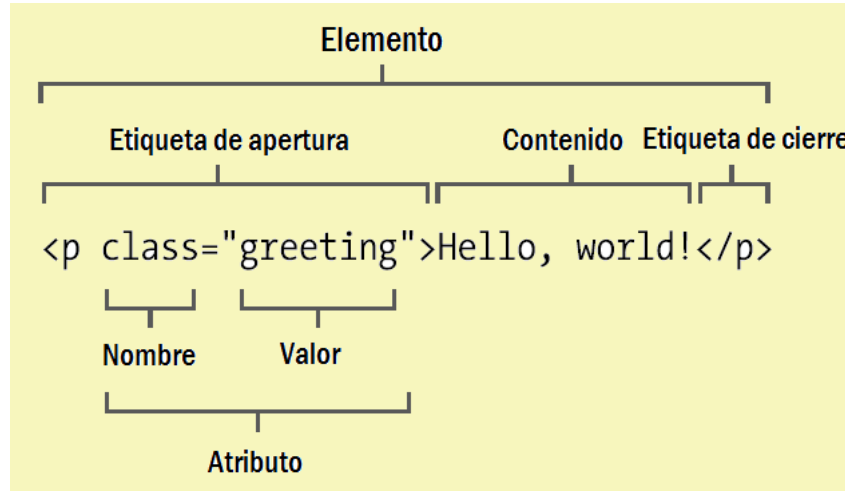 Elemento
Etiqueta de apertura Contenido Etiqueta de cierre
<p class="greeting">Hello, world!</p>
Nombre Valor
Atributo